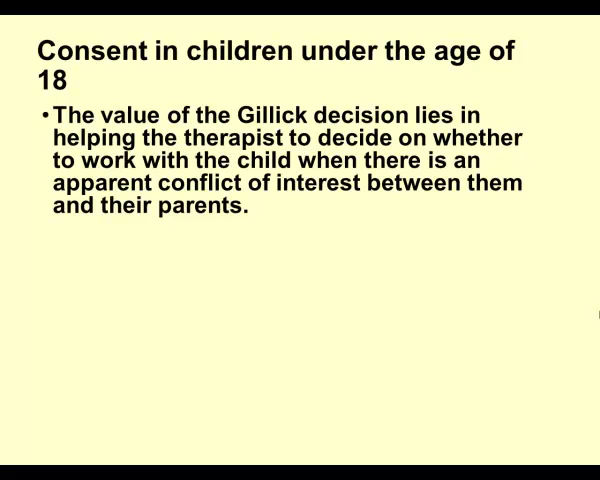 Consent in children under the age of
18
• The value of the Gillick decision lies in
helping the therapist to decide on whether
to work with the child when there is an
apparent conflict of interest between them
and their parents.